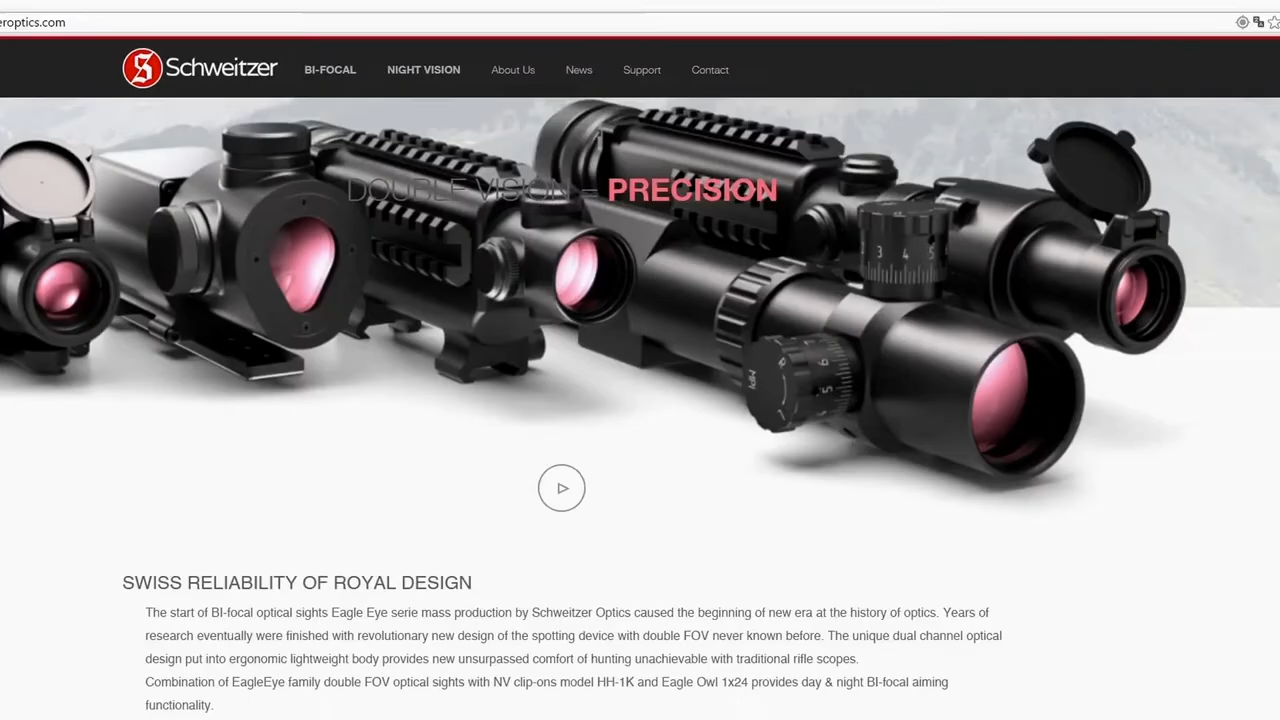 eroptics.com
Schweitzer BI-FOCAL NIGHT VISION About Us News Support Contact
DOUBLE VISION – PRECISION
3 4 5
6
5
SWISS RELIABILITY OF ROYAL DESIGN
The start of BI-focal optical sights Eagle Eye serie mass production by Schweitzer Optics caused the beginning of new era at the history of optics. Years of
research eventually were finished with revolutionary new design of the spotting device with double FOV never known before. The unique dual channel optical
design put into ergonomic lightweight body provides new unsurpassed comfort of hunting unachievable with traditional rifle scopes.
Combination of EagleEye family double FOV optical sights with NV clip-ons model HH-1K and Eagle Owl 1x24 provides day & night BI-focal aiming
functionality.